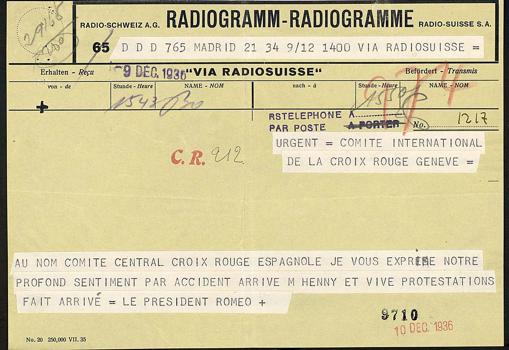 RADIO-SCHWEIZ A.G. RADIOGRAMM-RADIOGRAMME RADIO-SUISSE S.A.
65 D D D 765 MADRID 21 34 9/12 1400 VIA RADIOSUISSE =
Erhalten - Reçu "VIA RADIOSUISSE" Befördert - Transmis
9 DEC. 1936
von - de Stunde - Heure NAME - NOM nach - à Stunde - Heure NAME - NOM
1543
RSTELEPHONE X
PAR POSTE A PORTER No. 1217
URGENT = COMITE INTERNATIONAL
C.R. 212 DE LA CROIX ROUGE GENEVE =
AU NOM COMITE CENTRAL CROIX ROUGE ESPAGNOLE JE VOUS EXPRIME NOTRE
PROFOND SENTIMENT PAR ACCIDENT ARRIVE M HENNY ET VIVE PROTESTATIONS
FAIT ARRIVÉ = LE PRESIDENT ROMEO +
9710
10 DEC. 1936
No. 20 250,000 VII. 35